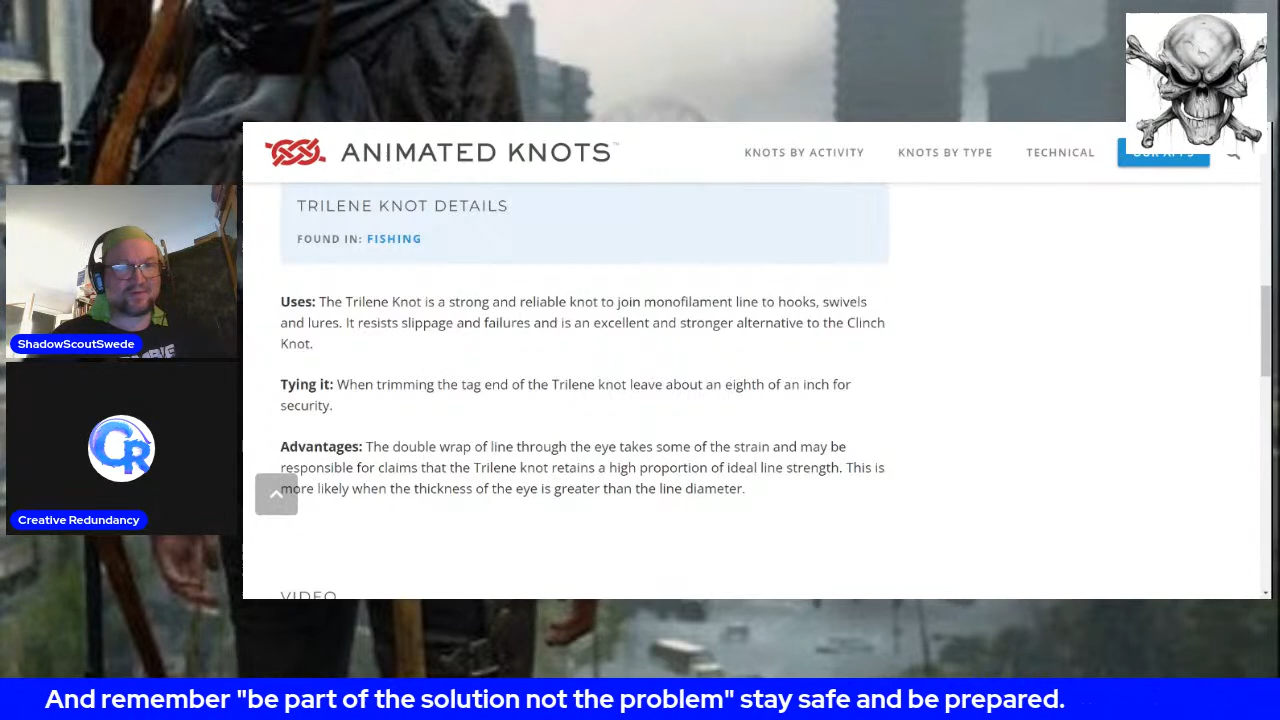 ANIMATED KNOTS™
KNOTS BY ACTIVITY
KNOTS BY TYPE
TECHNICAL
TRILENE KNOT DETAILS
FOUND IN: FISHING
Uses: The Trilene Knot is a strong and reliable knot to join monofilament line to hooks, swivels
and lures. It resists slippage and failures and is an excellent and stronger alternative to the Clinch
Knot.
Tying it: When trimming the tag end of the Trilene knot leave about an eighth of an inch for
security.
Advantages: The double wrap of line through the eye takes some of the strain and may be
responsible for claims that the Trilene knot retains a high proportion of ideal line strength. This is
more likely when the thickness of the eye is greater than the line diameter.
VIDEO
ShadowScoutSwede
CR
Creative Redundancy
And remember "be part of the solution not the problem" stay safe and be prepared.